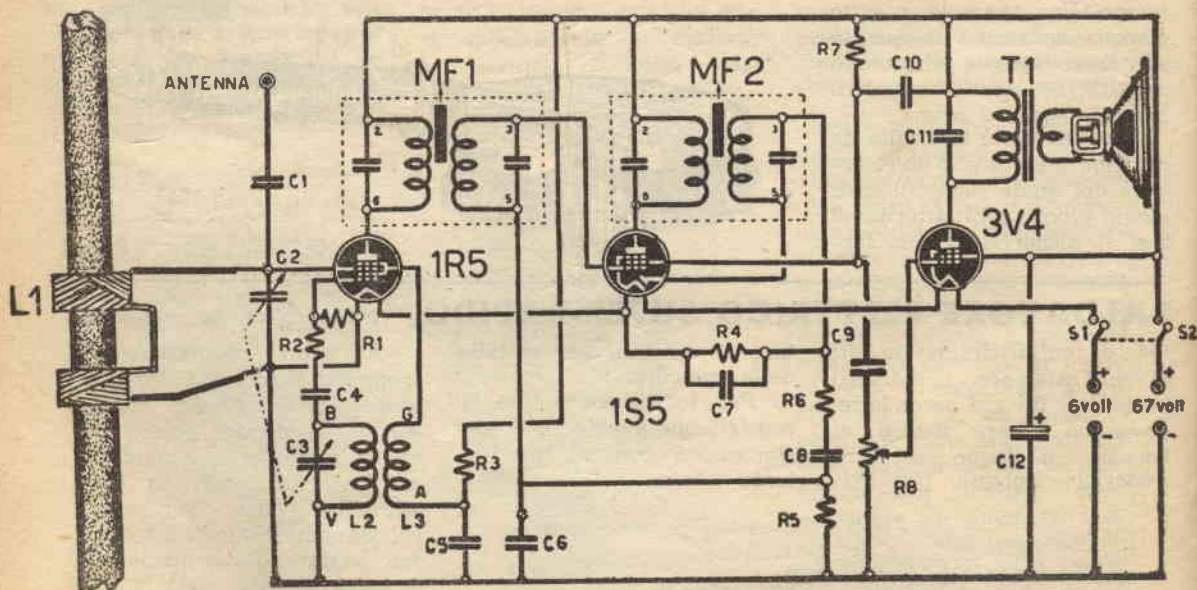 MF1
MF2
R7
C10
T1
ANTENNA
2
3
2
3
C11
C1
6
5
6
5
3V4
C2
1R5
L1
R2
R1
R4
C9
S1
S2
C4
C7
+
+
B
G
1S5
R6
6volt
67volt
C3
R3
C8
-
-
A
R8
+
C12
V
L2
L3
R5
C5
C6